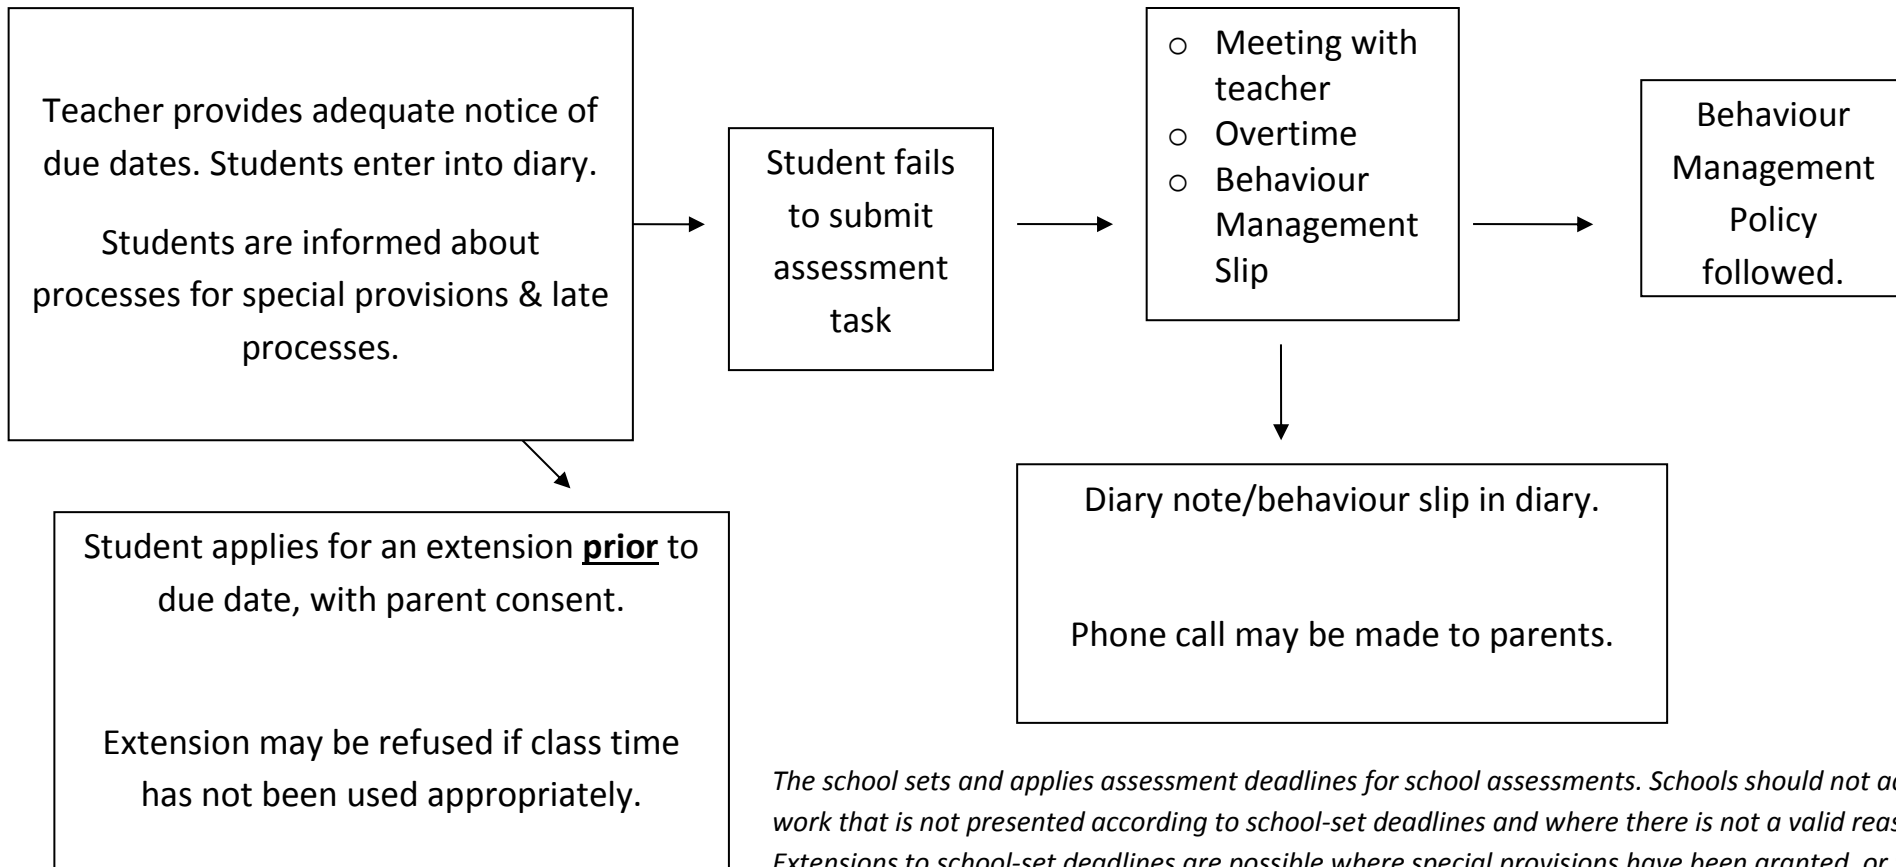 Teacher provides adequate notice of
due dates. Students enter into diary.
Students are informed about
processes for special provisions & late
processes.
Student fails
to submit
assessment
task
o Meeting with
teacher
o Overtime
o Behaviour
Management
Slip
Behaviour
Management
Policy
followed.
Student applies for an extension prior to
due date, with parent consent.
Extension may be refused if class time
has not been used appropriately.
Diary note/behaviour slip in diary.
Phone call may be made to parents.
The school sets and applies assessment deadlines for school assessments. Schools should not
work that is not presented according to school-set deadlines and where there is not a valid
Extensions to school-set deadlines are possible where special provisions have been granted, or